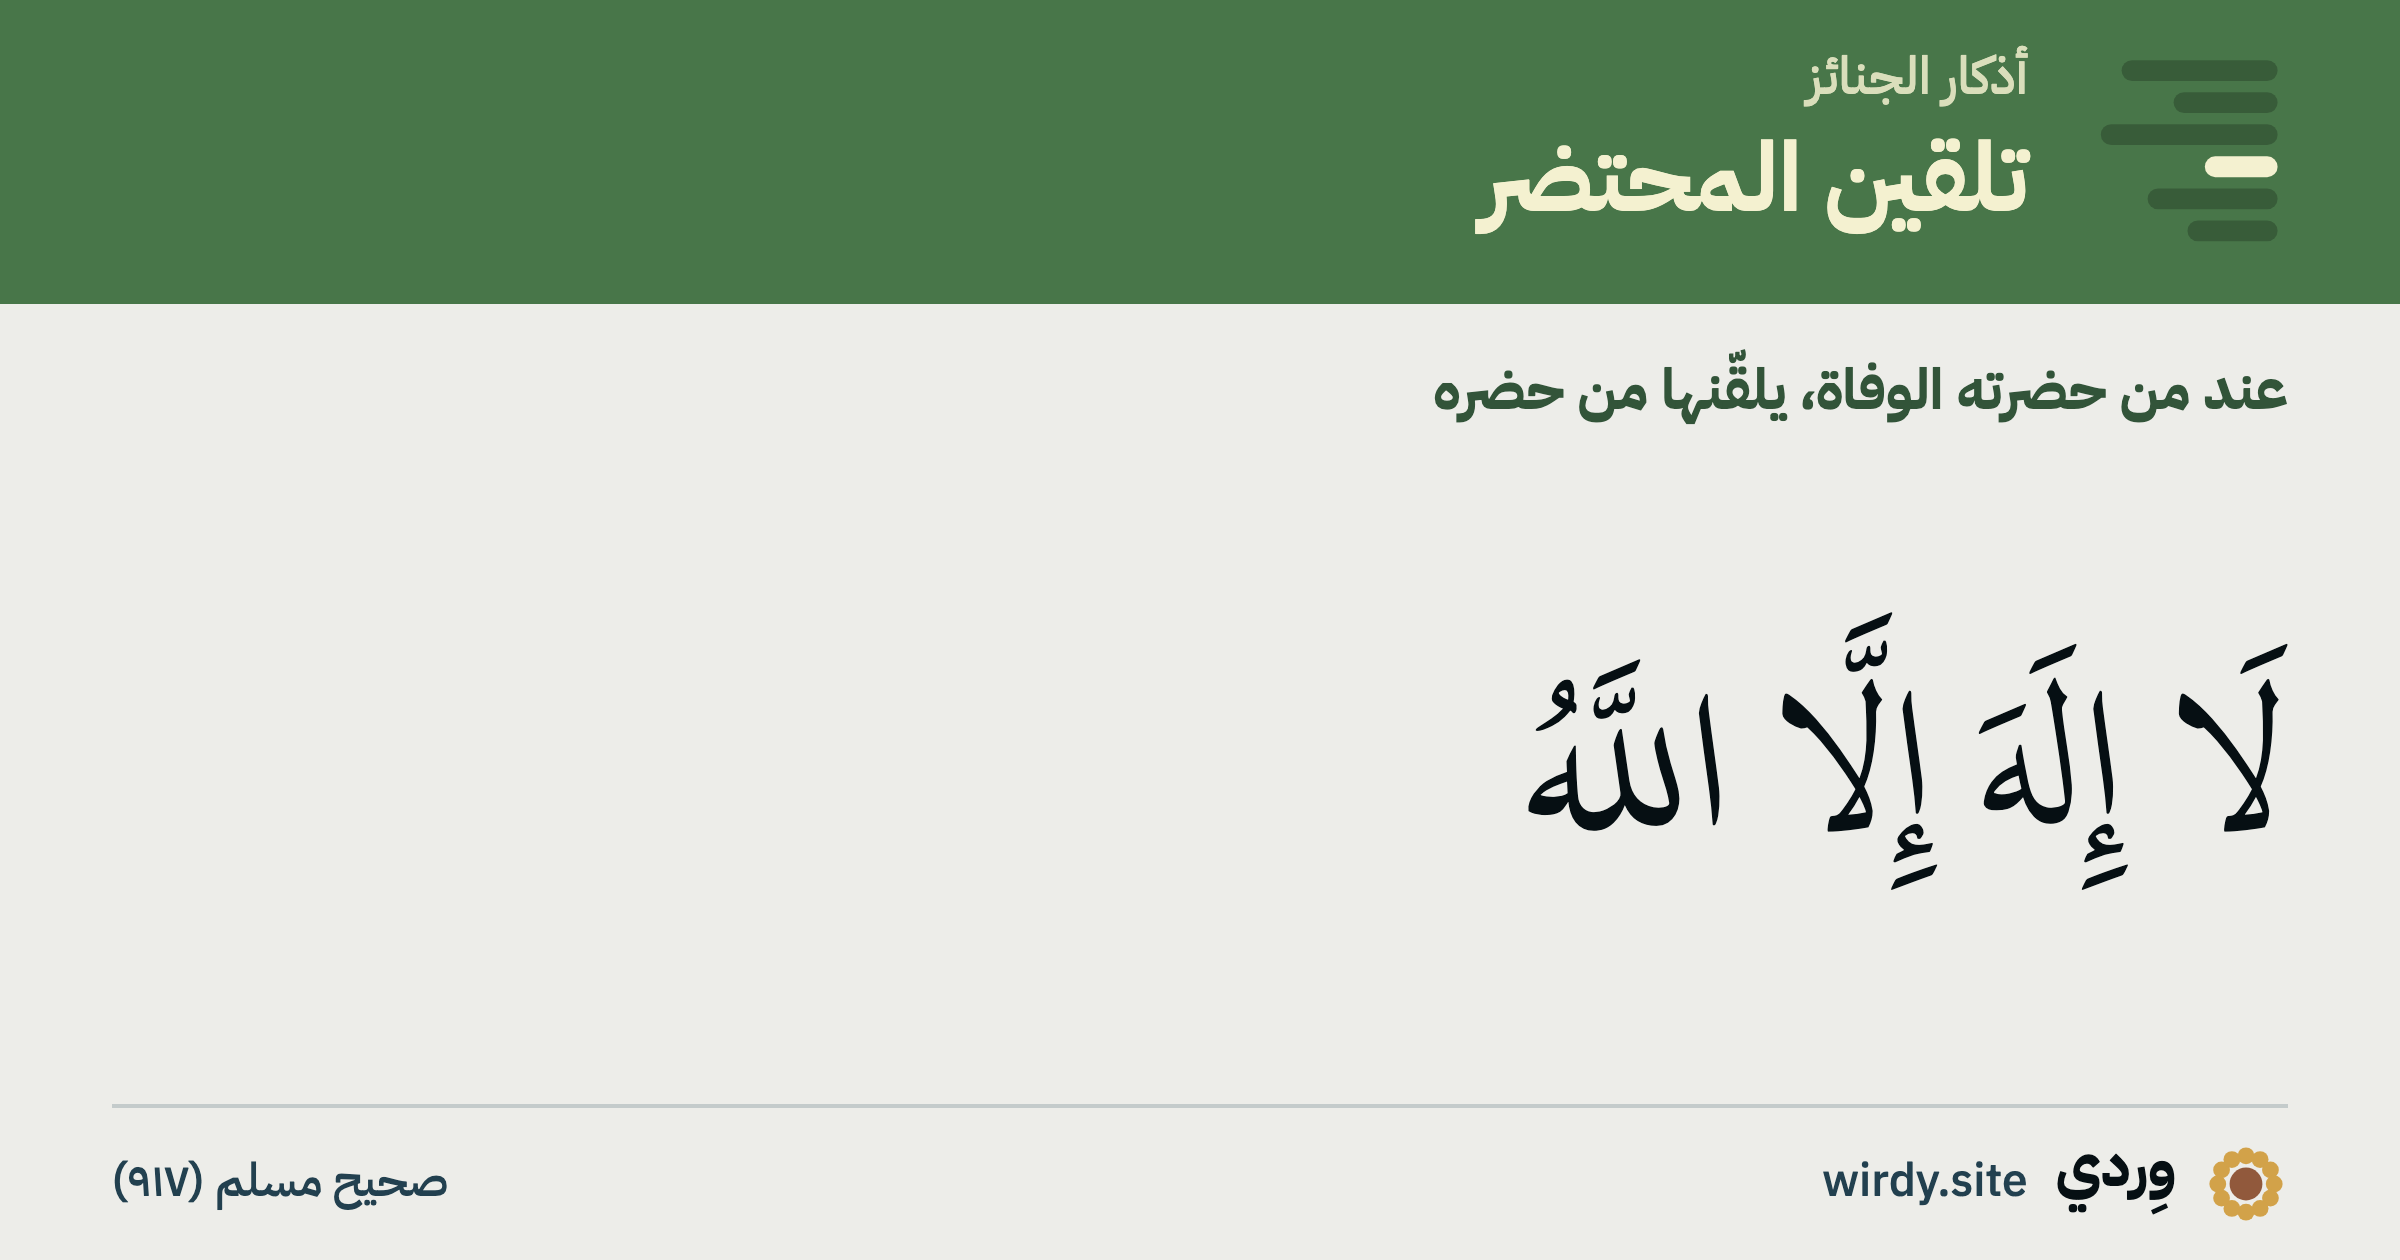 أذكار الجنائز
تلقين المحتضر
عند من حضرته الوفاة، يلقّنها من حضره
لَا إِلَهَ إِلَّا اللَّهُ
وِردي wirdy.site
صحيح مسلم (٩١٧)